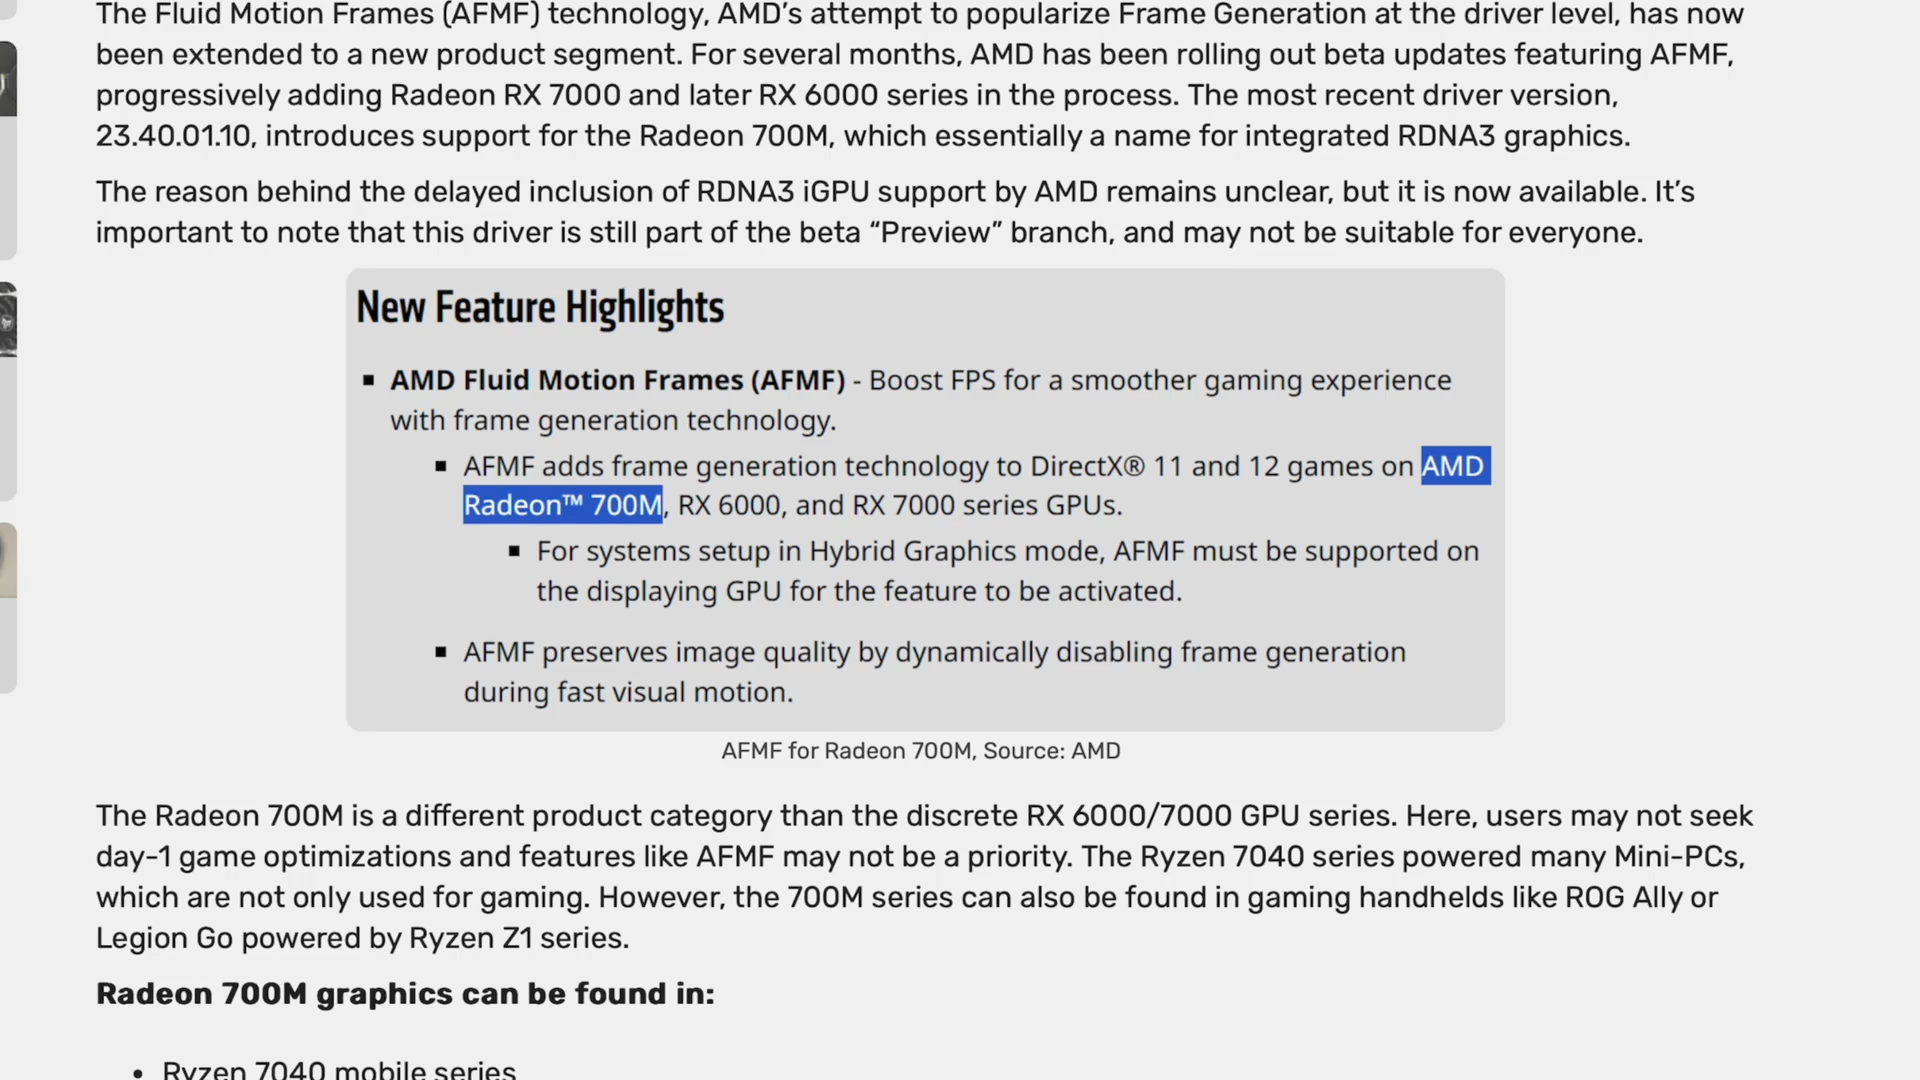 The Fluid Motion Frames (AFMF) technology, AMD's attempt to popularize Frame Generation at the driver level, has now
been extended to a new product segment. For several months, AMD has been rolling out beta updates featuring AFMF,
progressively adding Radeon RX 7000 and later RX 6000 series in the process. The most recent driver version,
23.40.01.10, introduces support for the Radeon 700M, which essentially a name for integrated RDNA3 graphics.
The reason behind the delayed inclusion of RDNA3 iGPU support by AMD remains unclear, but it is now available. It's
important to note that this driver is still part of the beta “Preview” branch, and may not be suitable for everyone.
New Feature Highlights
▪ AMD Fluid Motion Frames (AFMF) - Boost FPS for a smoother gaming experience
with frame generation technology.
▪ AFMF adds frame generation technology to DirectX® 11 and 12 games on AMD
Radeon™ 700M, RX 6000, and RX 7000 series GPUs.
▪ For systems setup in Hybrid Graphics mode, AFMF must be supported on
the displaying GPU for the feature to be activated.
▪ AFMF preserves image quality by dynamically disabling frame generation
during fast visual motion.
AFMF for Radeon 700M, Source: AMD
The Radeon 700M is a different product category than the discrete RX 6000/7000 GPU series. Here, users may not seek
day-1 game optimizations and features like AFMF may not be a priority. The Ryzen 7040 series powered many Mini-PCs,
which are not only used for gaming. However, the 700M series can also be found in gaming handhelds like ROG Ally or
Legion Go powered by Ryzen Z1 series.
Radeon 700M graphics can be found in:
• Ryzen 7040 mobile series